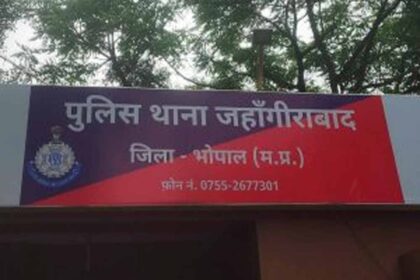 पुलिस थाना जहाँगीराबाद
जिला - भोपाल (म.प्र.)
फ़ोन नं. 0755-2677301